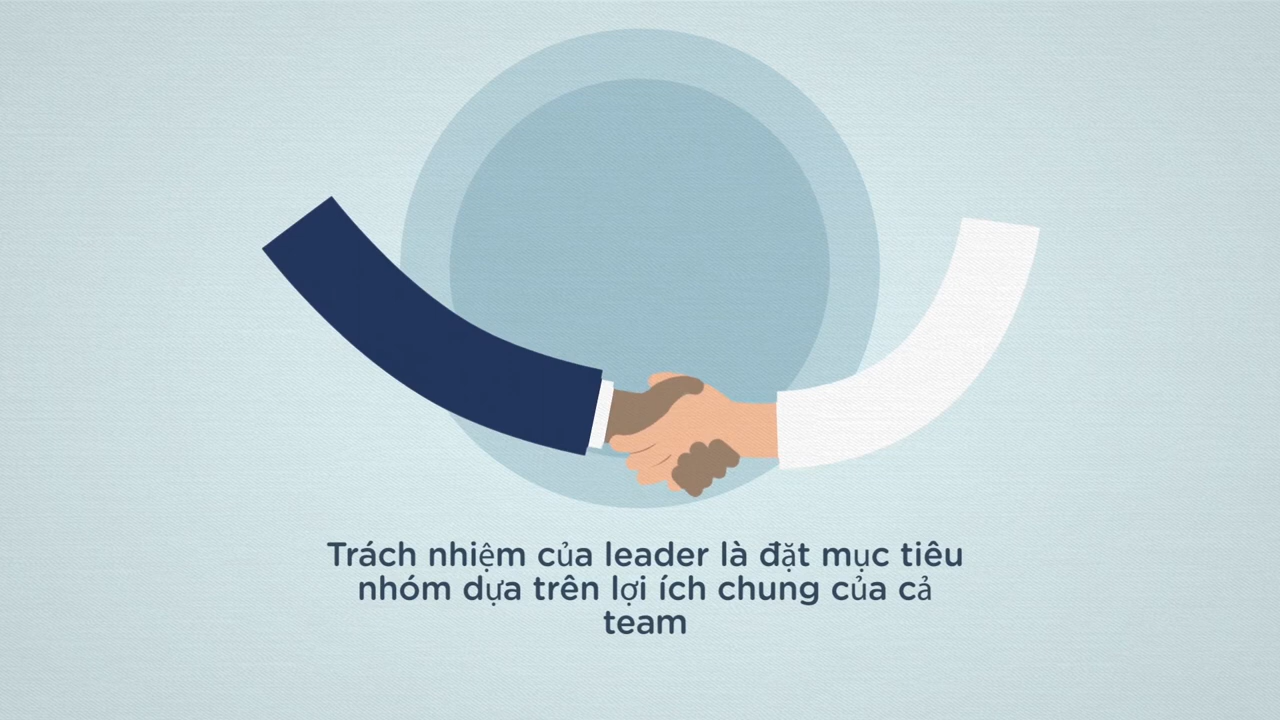 Trách nhiệm của leader là đặt mục tiêu
nhóm dựa trên lợi ích chung của cả
team